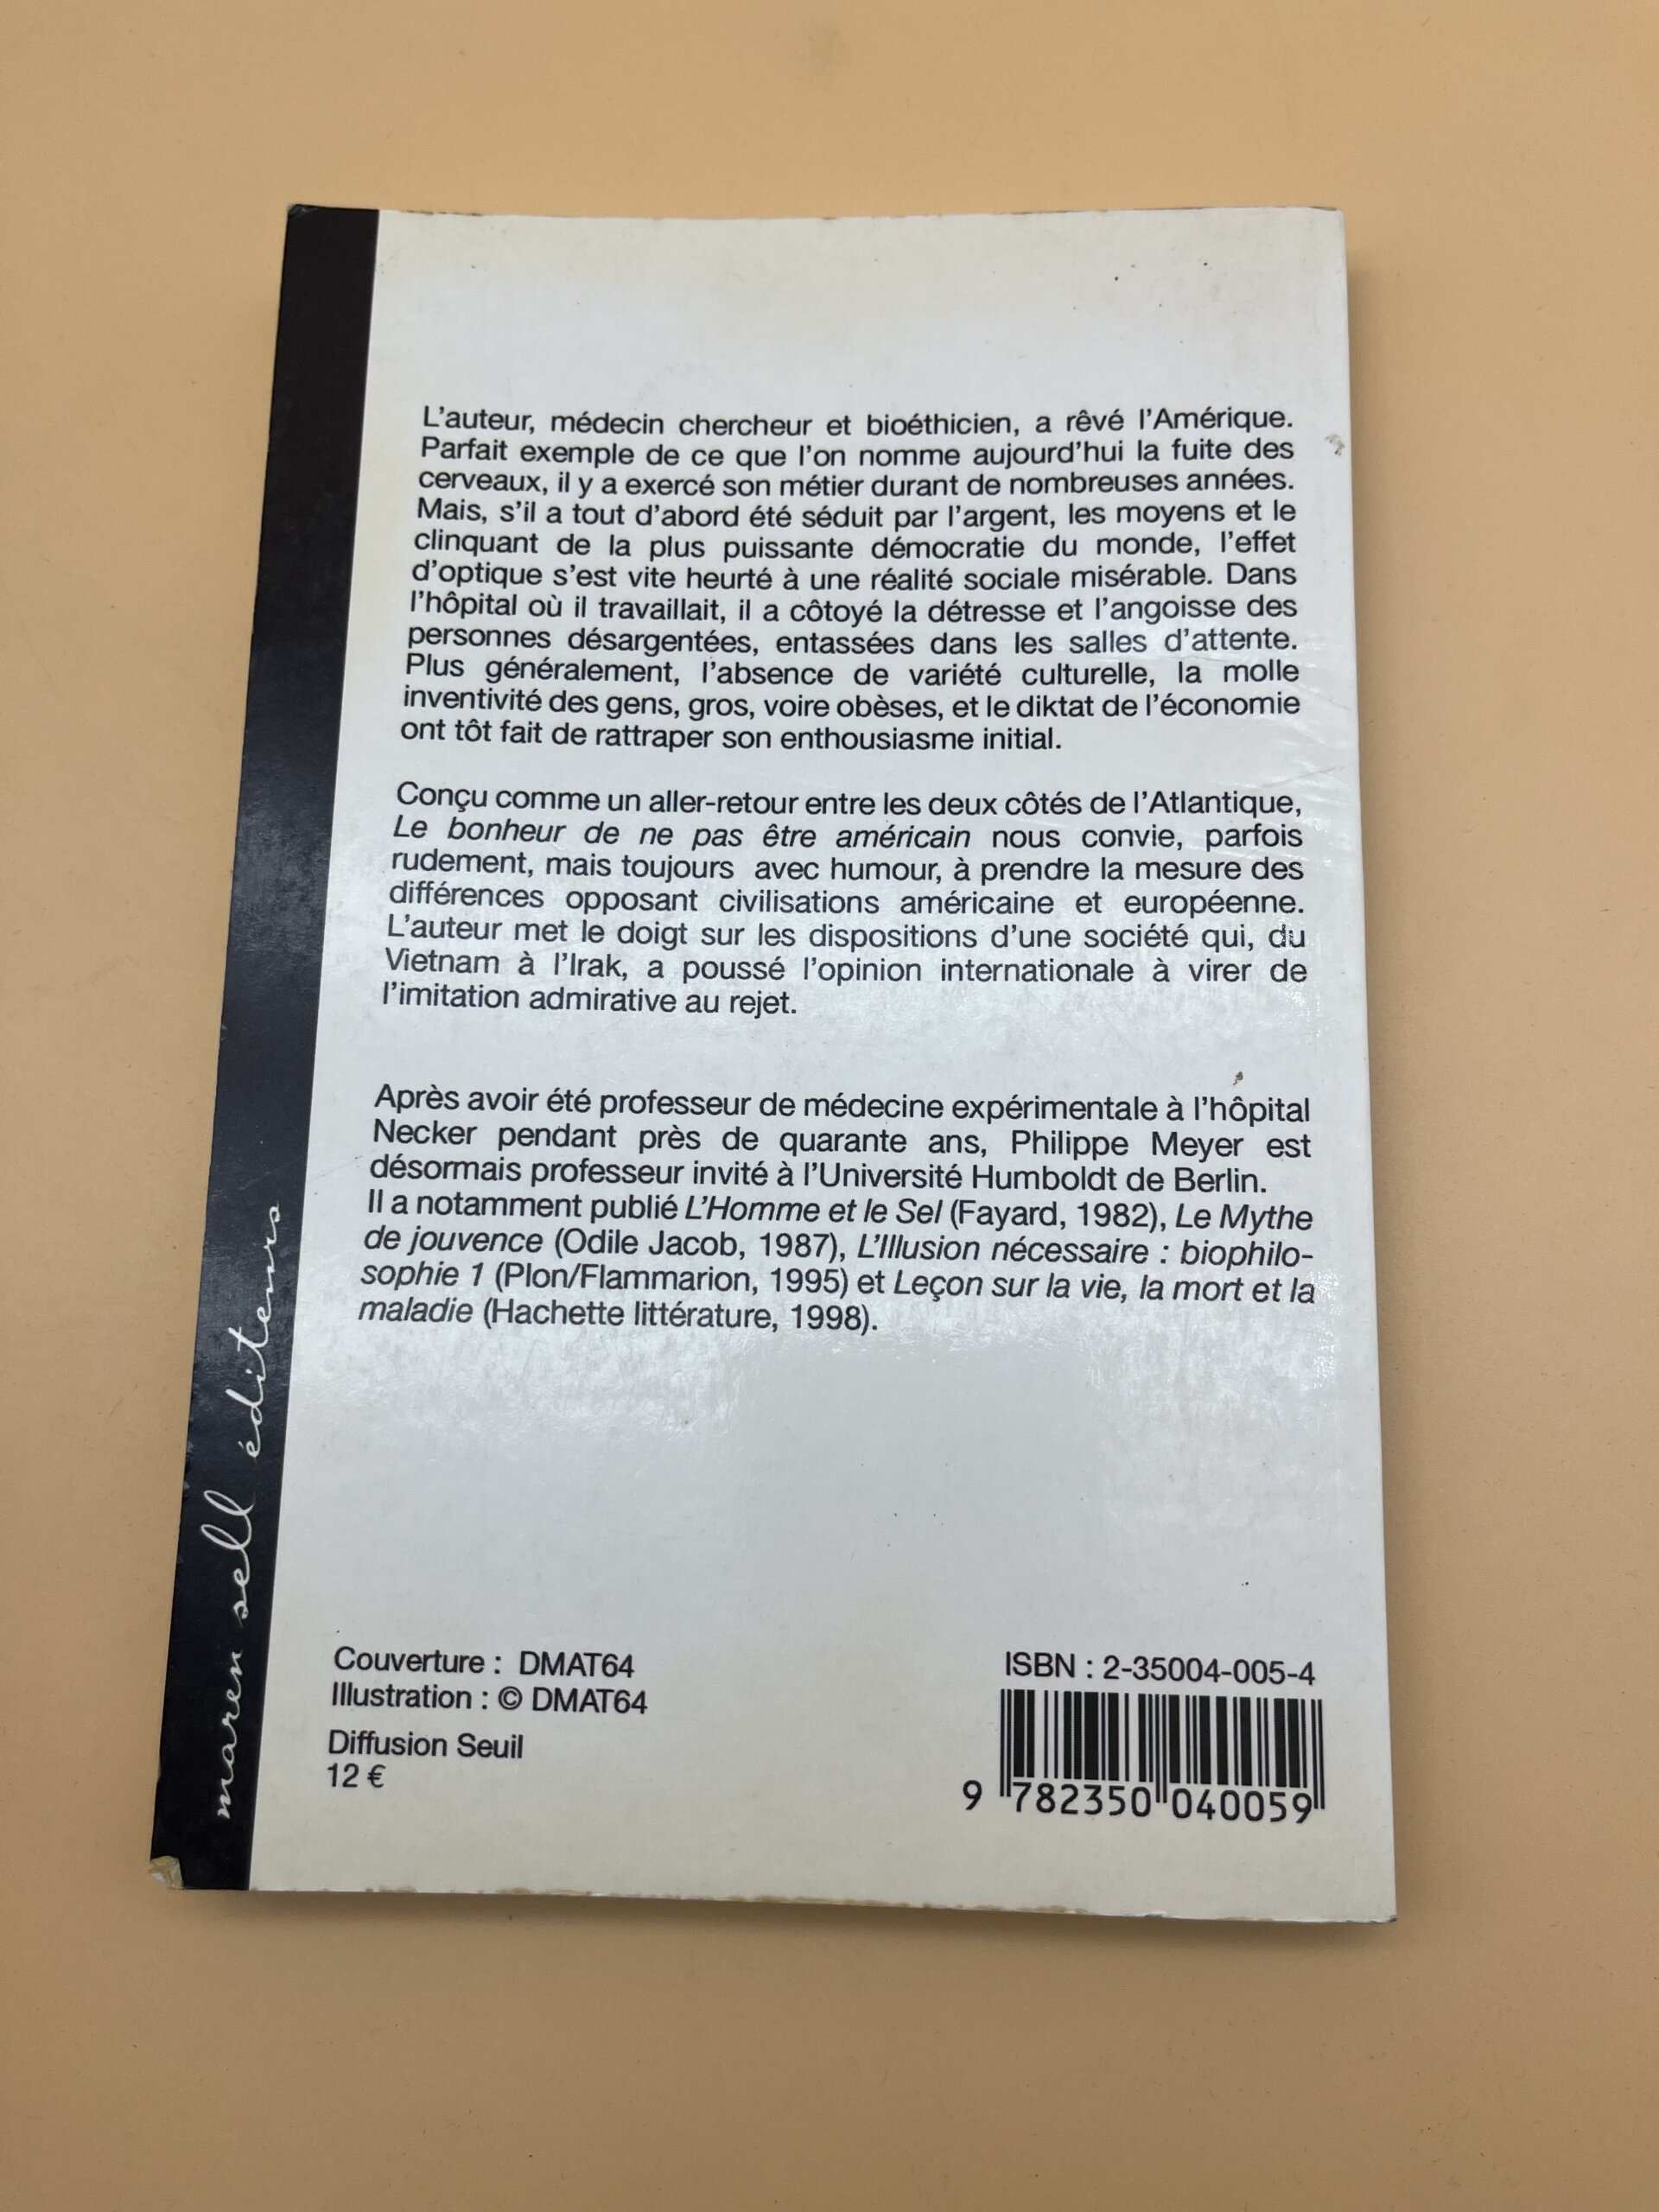 L'auteur, médecin chercheur et bioéthicien, a rêvé l'Amérique.
Parfait exemple de ce que l'on nomme aujourd'hui la fuite des
cerveaux, il y a exercé son métier durant de nombreuses années.
Mais, s'il a tout d'abord été séduit par l'argent, les moyens et le
clinquant de la plus puissante démocratie du monde, l'effet
d'optique s'est vite heurté à une réalité sociale misérable. Dans
l'hôpital où il travaillait, il a côtoyé la détresse et l'angoisse des
personnes désargentées, entassées dans les salles d'attente.
Plus généralement, l'absence de variété culturelle, la molle
inventivité des gens, gros, voire obèses, et le diktat de l'économie
ont tôt fait de rattraper son enthousiasme initial.
Conçu comme un aller-retour entre les deux côtés de l'Atlantique,
Le bonheur de ne pas être américain nous convie, parfois
rudement, mais toujours avec humour, à prendre la mesure des
différences opposant civilisations américaine et européenne.
L'auteur met le doigt sur les dispositions d'une société qui, du
Vietnam à l'Irak, a poussé l'opinion internationale à virer de
l'imitation admirative au rejet.
Après avoir été professeur de médecine expérimentale à l'hôpital
Necker pendant près de quarante ans, Philippe Meyer est
désormais professeur invité à l'Université Humboldt de Berlin.
Il a notamment publié L'Homme et le Sel (Fayard, 1982), Le Mythe
de jouvence (Odile Jacob, 1987), L'Illusion nécessaire : biophilo-
sophie 1 (Plon/Flammarion, 1995) et Leçon sur la vie, la mort et la
maladie (Hachette littérature, 1998).
maren sell éditeurs
Couverture : DMAT64
Illustration : © DMAT64
Diffusion Seuil
12 €
ISBN : 2-35004-005-4
9 782350 040059